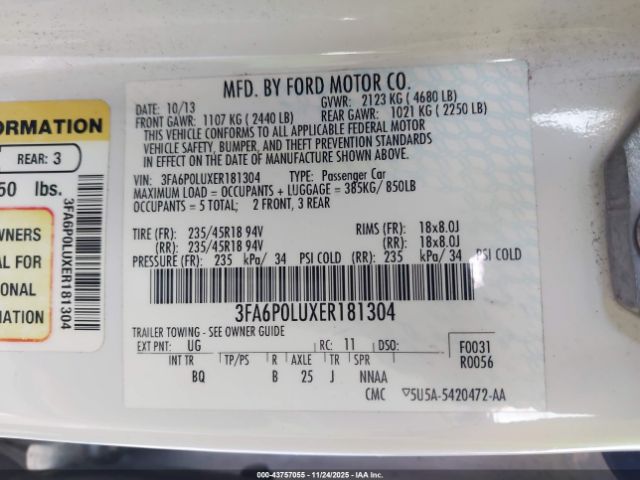 ORMATION
REAR: 3
50 lbs.
3FA6P0LUXER181304
WNERS
AL FOR
IONAL
MATION
MFD. BY FORD MOTOR CO.
DATE: 10/13 GVWR: 2123 KG ( 4680 LB)
FRONT GAWR: 1107 KG ( 2440 LB) REAR GAWR: 1021 KG ( 2250 LB)
THIS VEHICLE CONFORMS TO ALL APPLICABLE FEDERAL MOTOR
VEHICLE SAFETY, BUMPER, AND THEFT PREVENTION STANDARDS
IN EFFECT ON THE DATE OF MANUFACTURE SHOWN ABOVE.
VIN: 3FA6P0LUXER181304 TYPE: Passenger Car
MAXIMUM LOAD = OCCUPANTS + LUGGAGE = 385KG/ 850LB
OCCUPANTS = 5 TOTAL; 2 FRONT, 3 REAR
TIRE (FR): 235/45R18 94V RIMS (FR): 18x8.0J
(RR): 235/45R18 94V (RR): 18x8.0J
PRESSURE (FR): 235 kPa/ 34 PSI COLD (RR): 235 kPa/ 34 PSI COLD
3FA6P0LUXER181304
TRAILER TOWING - SEE OWNER GUIDE
EXT PNT: UG RC: 11 DSO: F0031
R0056
INT TR TP/PS R AXLE TR SPR
BQ B 25 J NNAA
CMC ▽5U5A-5420472-AA
IAA
© -- 43757055 -- 11/24/2025 -- IAAI.COM